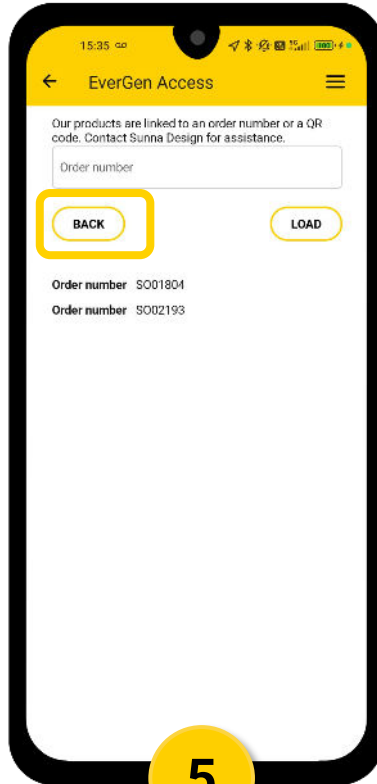 15:35
EverGen Access
Our products are linked to an order number or a QR
code. Contact Sunna Design for assistance.
Order number
BACK
LOAD
Order number SO01804
Order number SO02193
5